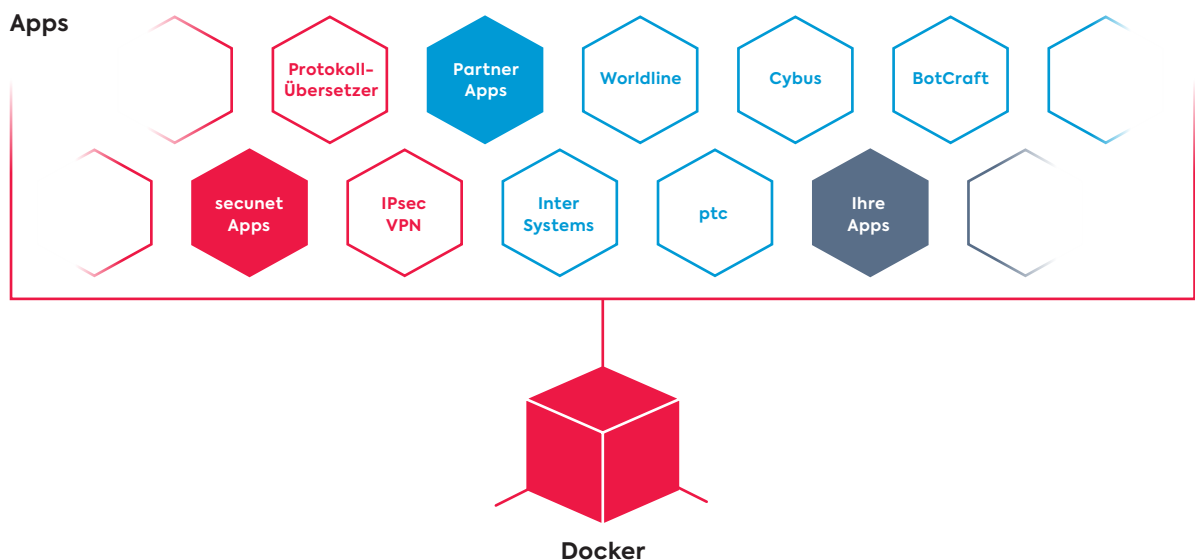 Apps
Protokoll-
Übersetzer
Partner
Apps
Worldline
Cybus
BotCraft
secunet
Apps
IPsec
VPN
Inter
Systems
ptc
Ihre
Apps
Docker